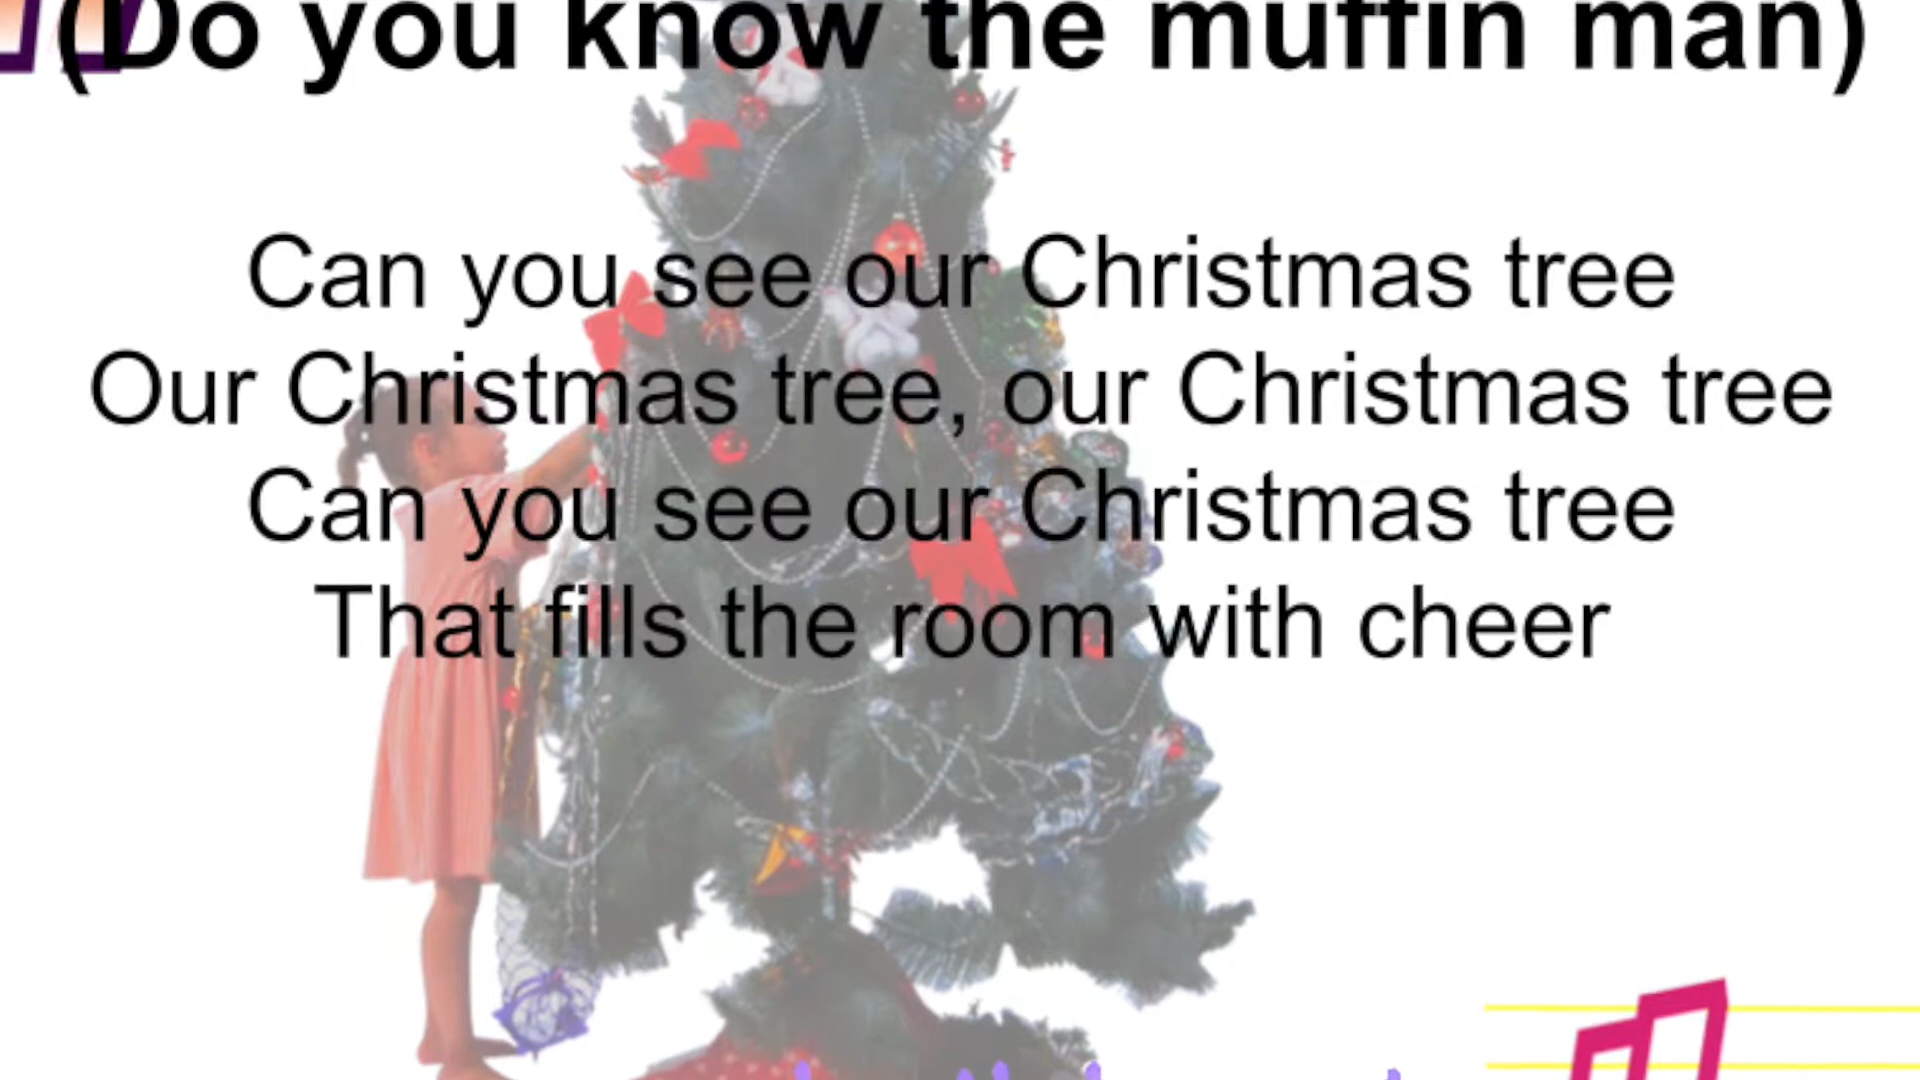 (Do you know the muffin man)
Can you see our Christmas tree
Our Christmas tree, our Christmas tree
Can you see our Christmas tree
That fills the room with cheer